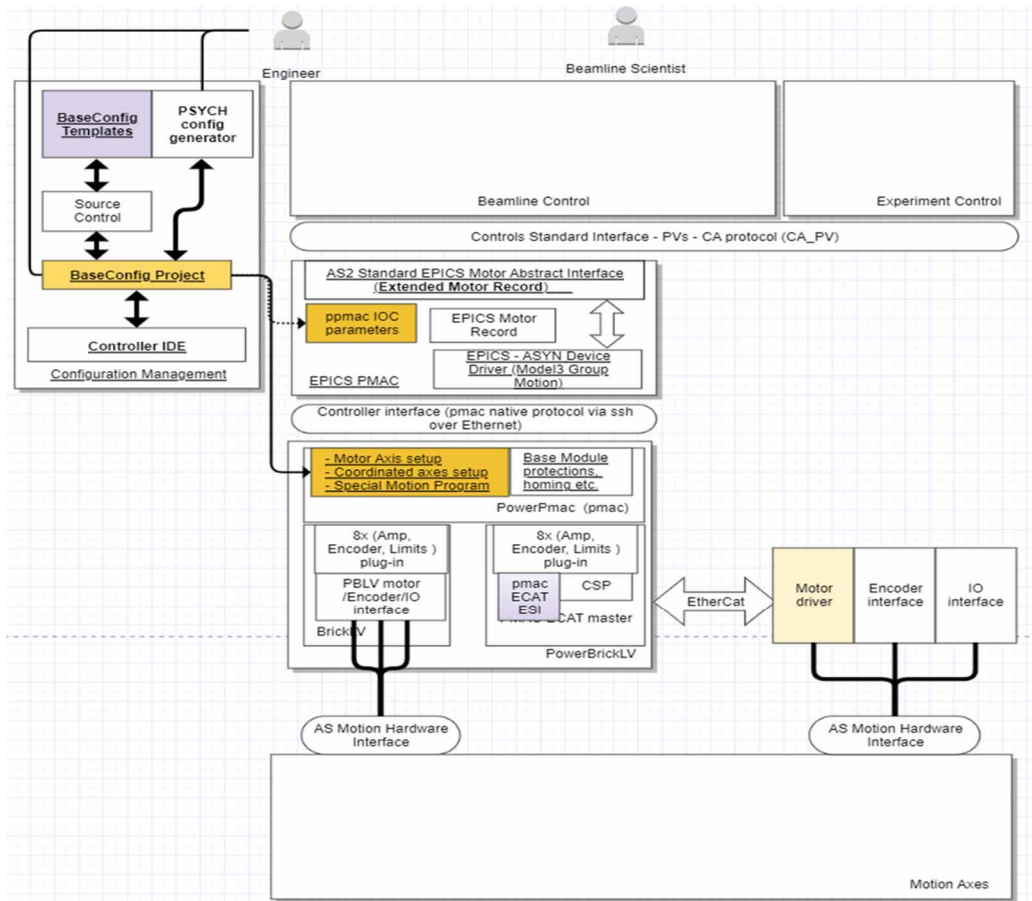 Engineer
Beamline Scientist
BaseConfig
Templates
PSYCH
config
generator
Source
Control
BaseConfig Project
Controller IDE
Configuration Management
Beamline Control
Experiment Control
Controls Standard Interface - PVs - CA protocol (CA_PV)
AS2 Standard EPICS Motor Abstract Interface
(Extended Motor Record)
ppmac IOC
parameters
EPICS Motor
Record
EPICS - ASYN Device
Driver (Model3 Group
Motion)
EPICS PMAC
Controller interface (pmac native protocol via ssh
over Ethernet)
- Motor Axis setup
- Coordinated axes setup
- Special Motion Program
Base Module
protections,
homing etc.
PowerPmac (pmac)
8x (Amp,
Encoder, Limits )
plug-in
PBLV motor
/Encoder/IO
interface
BrickLV
8x (Amp,
Encoder, Limits )
plug-in
pmac
ECAT
ESI
CSP
PMAC ECAT master
PowerBrickLV
EtherCat
Motor
driver
Encoder
interface
IO
interface
AS Motion Hardware
Interface
AS Motion Hardware
Interface
Motion Axes